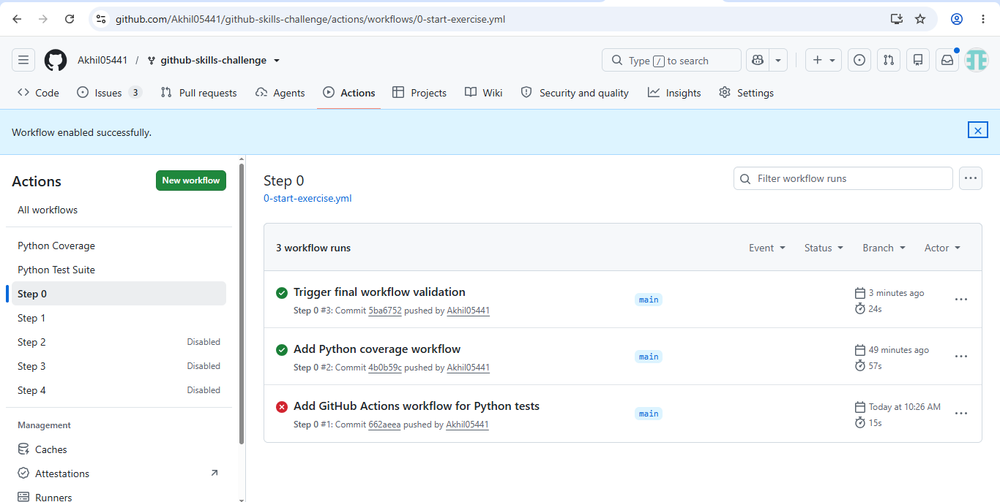 github.com/Akhil05441/github-skills-challenge/actions/workflows/0-start-exercise.yml
Akhil05441 / github-skills-challenge
Type / to search
Code Issues 3 Pull requests Agents Actions Projects Wiki Security and quality Insights Settings
Workflow enabled successfully.
Actions
New workflow
All workflows
Python Coverage
Python Test Suite
Step 0
Step 1
Step 2 Disabled
Step 3 Disabled
Step 4 Disabled
Management
Caches
Attestations
Runners
Step 0
0-start-exercise.yml
Filter workflow runs
3 workflow runs
Event Status Branch Actor
Trigger final workflow validation
Step 0 #3: Commit 5ba6752 pushed by Akhil05441
main
3 minutes ago
24s
Add Python coverage workflow
Step 0 #2: Commit 4b0b59c pushed by Akhil05441
main
49 minutes ago
57s
Add GitHub Actions workflow for Python tests
Step 0 #1: Commit 662aeea pushed by Akhil05441
main
Today at 10:26 AM
15s